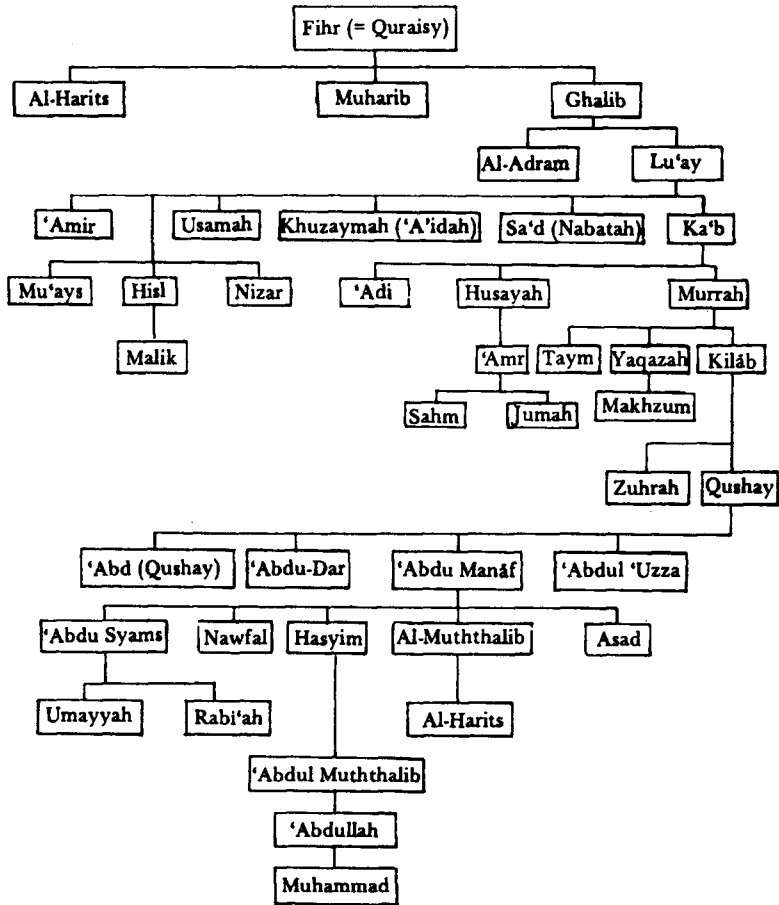 Fihr (= Quraisy)
Al-Harits Muharib Ghalib
Al-Adram Lu‘ay
‘Amir Usamah Khuzaymah (‘A’idah) Sa‘d (Nabatah) Ka‘b
Mu‘ays Hisl Nizar ‘Adi Husayah Murrah
Malik ‘Amr Taym Yaqazah Kiláb
Sahm Jumah Makhzum
Zuhrah Qushay
‘Abd (Qushay) ‘Abdu-Dar ‘Abdu Manáf ‘Abdul ‘Uzza
‘Abdu Syams Nawfal Hasyim Al-Muththalib Asad
Umayyah Rabi‘ah Al-Harits
‘Abdul Muththalib
‘Abdullah
Muhammad